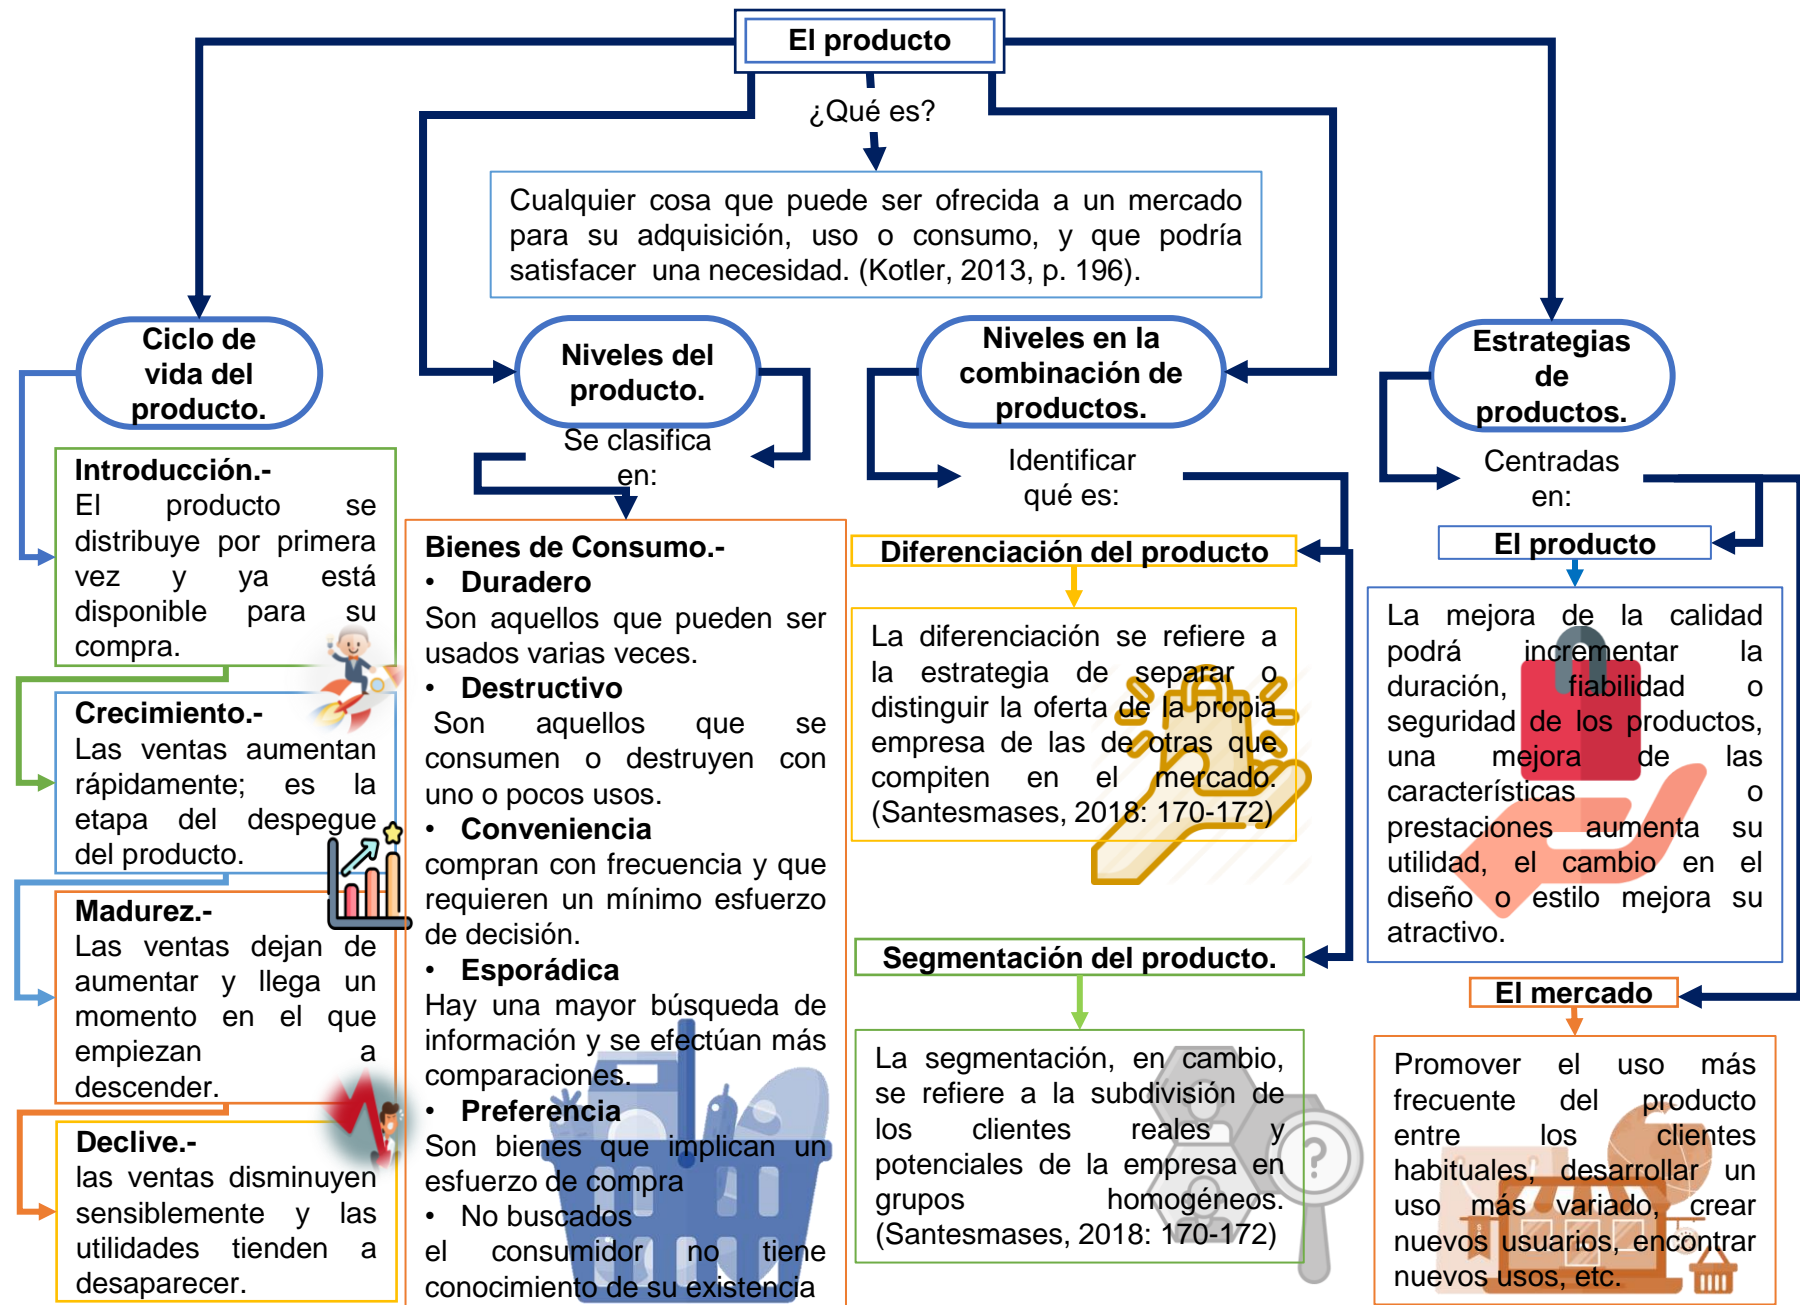 El producto
¿Qué es?
Cualquier cosa que puede ser ofrecida a un mercado
para su adquisición, uso o consumo, y que podría
satisfacer una necesidad. (Kotler, 2013, p. 196).
Ciclo de
vida del
producto.
Introducción.-
El producto se
distribuye por primera
vez y ya está
disponible para su
compra.
Crecimiento.-
Las ventas aumentan
rápidamente; es la
etapa del despegue
del producto.
Madurez.-
Las ventas dejan de
aumentar y llega un
momento en el que
empiezan a
descender.
Declive.-
las ventas disminuyen
sensiblemente y las
utilidades tienden a
desaparecer.
Niveles del
producto.
Se clasifica
en:
Bienes de Consumo.-
• Duradero
Son aquellos que pueden ser
usados varias veces.
• Destructivo
Son aquellos que se
consumen o destruyen con
uno o pocos usos.
• Conveniencia
compran con frecuencia y que
requieren un mínimo esfuerzo
de decisión.
• Esporádica
Hay una mayor búsqueda de
información y se efectúan más
comparaciones.
• Preferencia
Son bienes que implican un
esfuerzo de compra
• No buscados
el consumidor no tiene
conocimiento de su existencia
Niveles en la
combinación de
productos.
Identificar
qué es:
Diferenciación del producto
La diferenciación se refiere a
la estrategia de separar o
distinguir la oferta de la propia
empresa de las de otras que
compiten en el mercado.
(Santesmases, 2018: 170-172)
Segmentación del producto.
La segmentación, en cambio,
se refiere a la subdivisión de
los clientes reales y
potenciales de la empresa en
grupos homogéneos.
(Santesmases, 2018: 170-172)
?
Estrategias
de
productos.
Centradas
en:
El producto
La mejora de la calidad
podrá incrementar la
duración, fiabilidad o
seguridad de los productos,
una mejora de las
características o
prestaciones aumenta su
utilidad, el cambio en el
diseño o estilo mejora su
atractivo.
El mercado
Promover el uso más
frecuente del producto
entre los clientes
habituales, desarrollar un
uso más variado, crear
nuevos usuarios, encontrar
nuevos usos, etc.